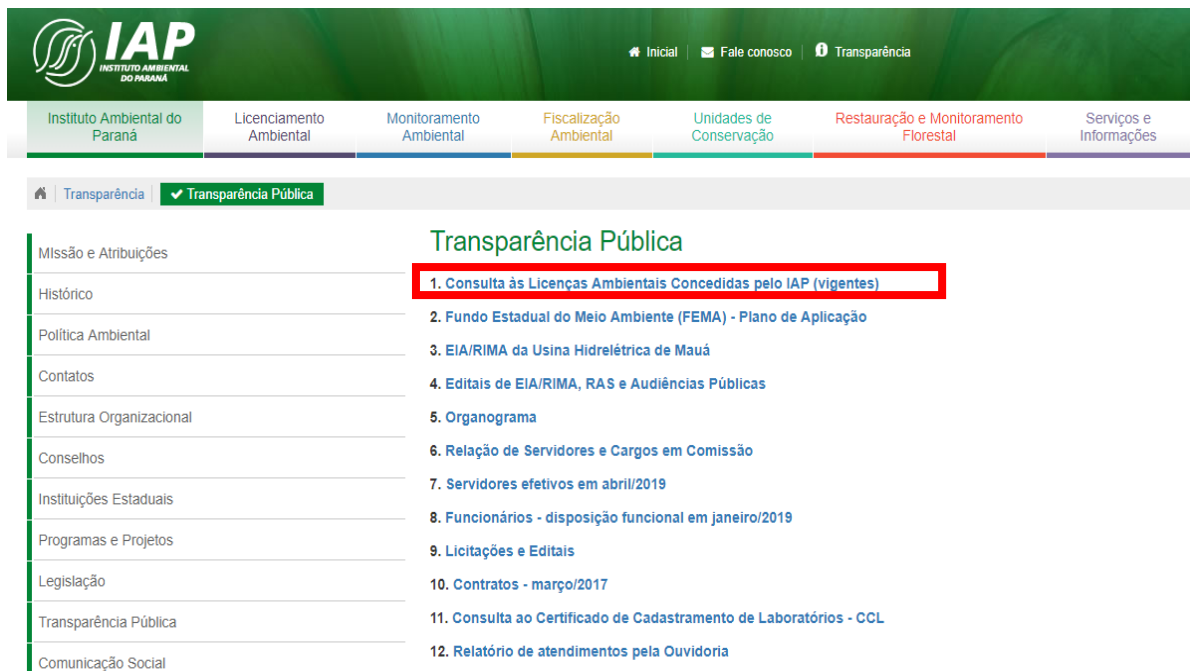 IAP
INSTITUTO AMBIENTAL
DO PARANÁ
Inicial
Fale conosco
Transparência
Instituto Ambiental do
Paraná
Licenciamento
Ambiental
Monitoramento
Ambiental
Fiscalização
Ambiental
Unidades de
Conservação
Restauração e Monitoramento
Florestal
Serviços e
Informações
Transparência
Transparência Pública
MIssão e Atribuições
Histórico
Política Ambiental
Contatos
Estrutura Organizacional
Conselhos
Instituições Estaduais
Programas e Projetos
Legislação
Transparência Pública
Comunicação Social
Transparência Pública
1. Consulta às Licenças Ambientais Concedidas pelo IAP (vigentes)
2. Fundo Estadual do Meio Ambiente (FEMA) - Plano de Aplicação
3. EIA/RIMA da Usina Hidrelétrica de Mauá
4. Editais de EIA/RIMA, RAS e Audiências Públicas
5. Organograma
6. Relação de Servidores e Cargos em Comissão
7. Servidores efetivos em abril/2019
8. Funcionários - disposição funcional em janeiro/2019
9. Licitações e Editais
10. Contratos - março/2017
11. Consulta ao Certificado de Cadastramento de Laboratórios - CCL
12. Relatório de atendimentos pela Ouvidoria